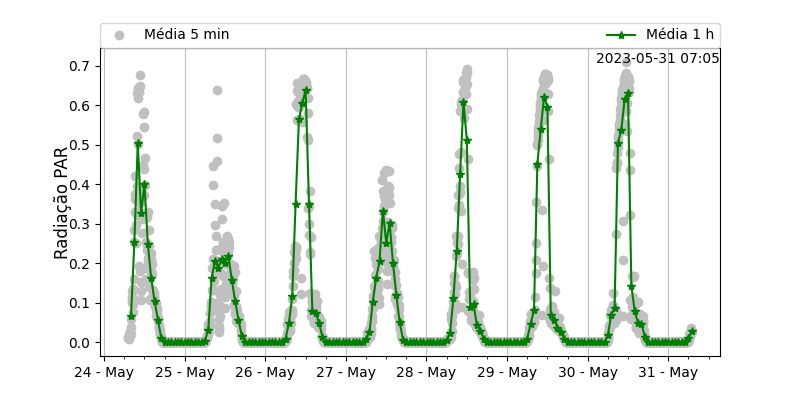 Média 5 min
Média 1 h
2023-05-31 07:05
Radiação PAR
0.7
0.6
0.5
0.4
0.3
0.2
0.1
0.0
24 - May 25 - May 26 - May 27 - May 28 - May 29 - May 30 - May 31 - May